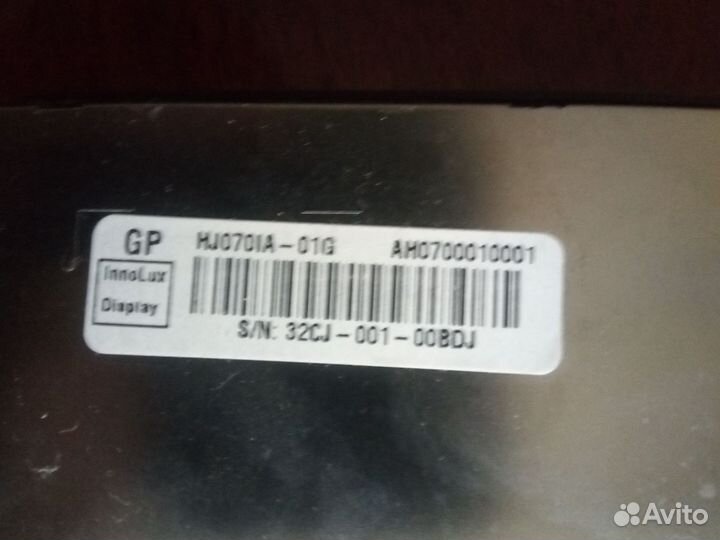 GP HJ070IA-01G AH0700010001
InnoLux
Display
S/N: 32CJ-001-00BDJ
Avito